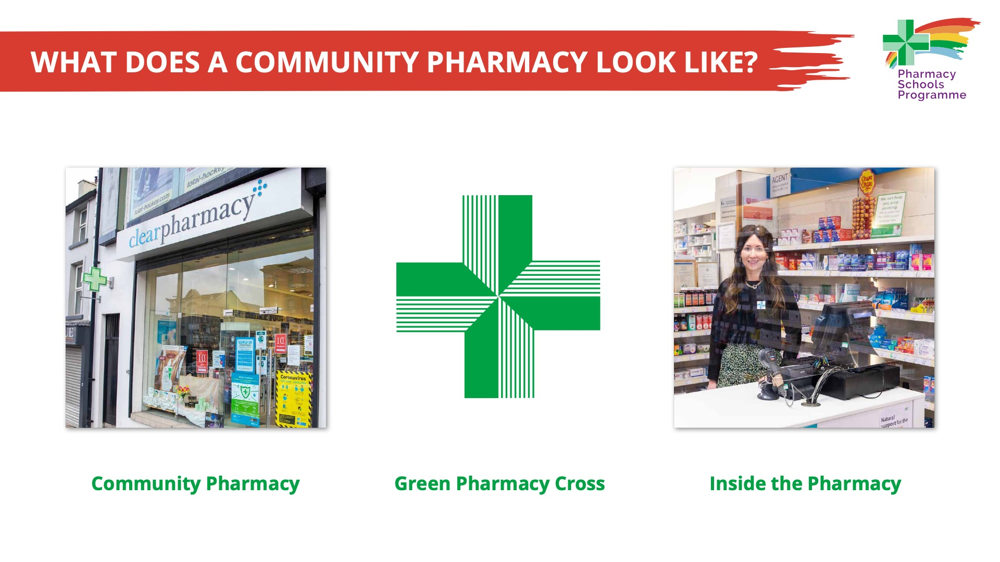 WHAT DOES A COMMUNITY PHARMACY LOOK LIKE?
Pharmacy
Schools
Programme
total-hockey.com
total-hockey.com
clearpharmacy
UE
COVID-19
10
10
Coronavirus
AGENT
Chupa
Chups
We can help
you stop
smoking!
Natural
support for the
Community Pharmacy
Green Pharmacy Cross
Inside the Pharmacy